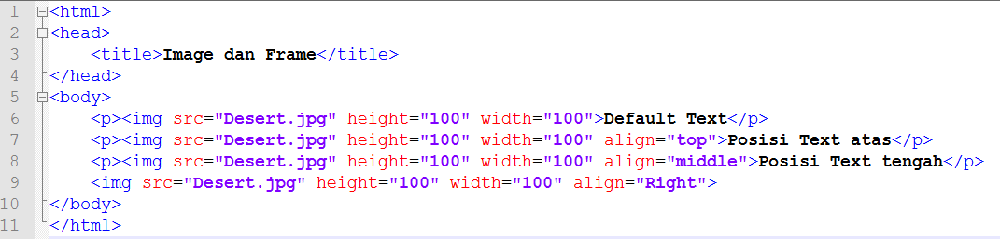 1 <html>
2 <head>
3 <title>Image dan Frame</title>
4 </head>
5 <body>
6 <p><img src="Desert.jpg" height="100" width="100">Default Text</p>
7 <p><img src="Desert.jpg" height="100" width="100" align="top">Posisi Text atas</p>
8 <p><img src="Desert.jpg" height="100" width="100" align="middle">Posisi Text tengah</p>
9 <img src="Desert.jpg" height="100" width="100" align="Right">
10 </body>
11 </html>